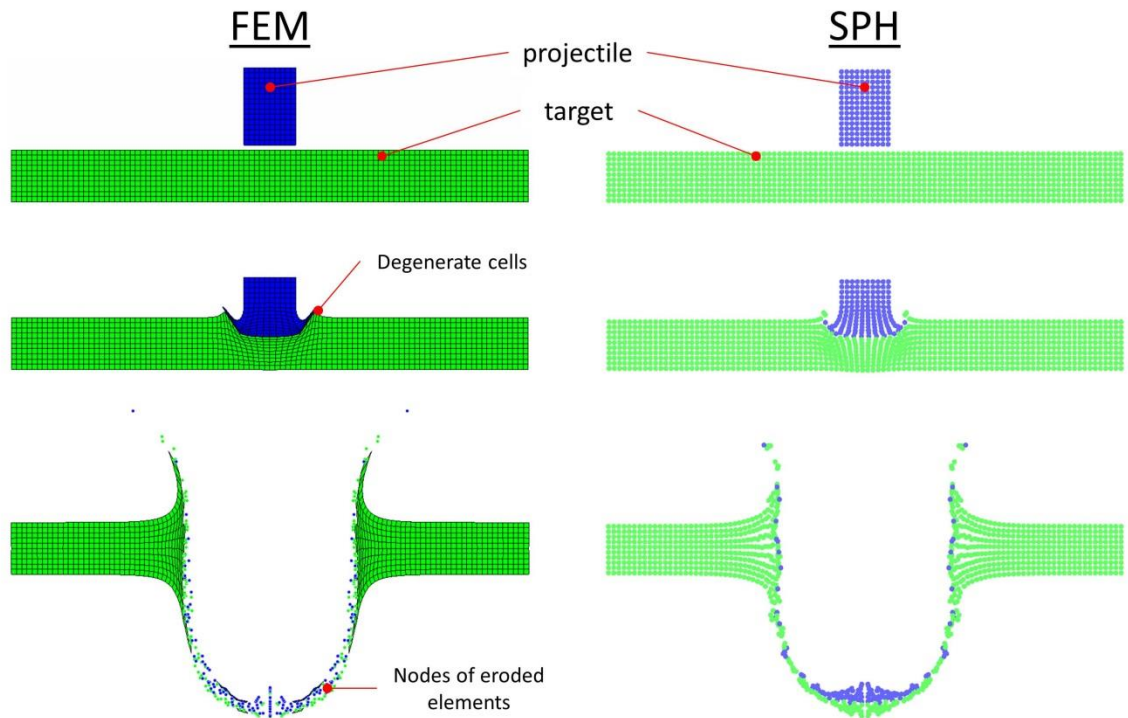 FEM
SPH
projectile
target
Degenerate cells
Nodes of eroded
elements